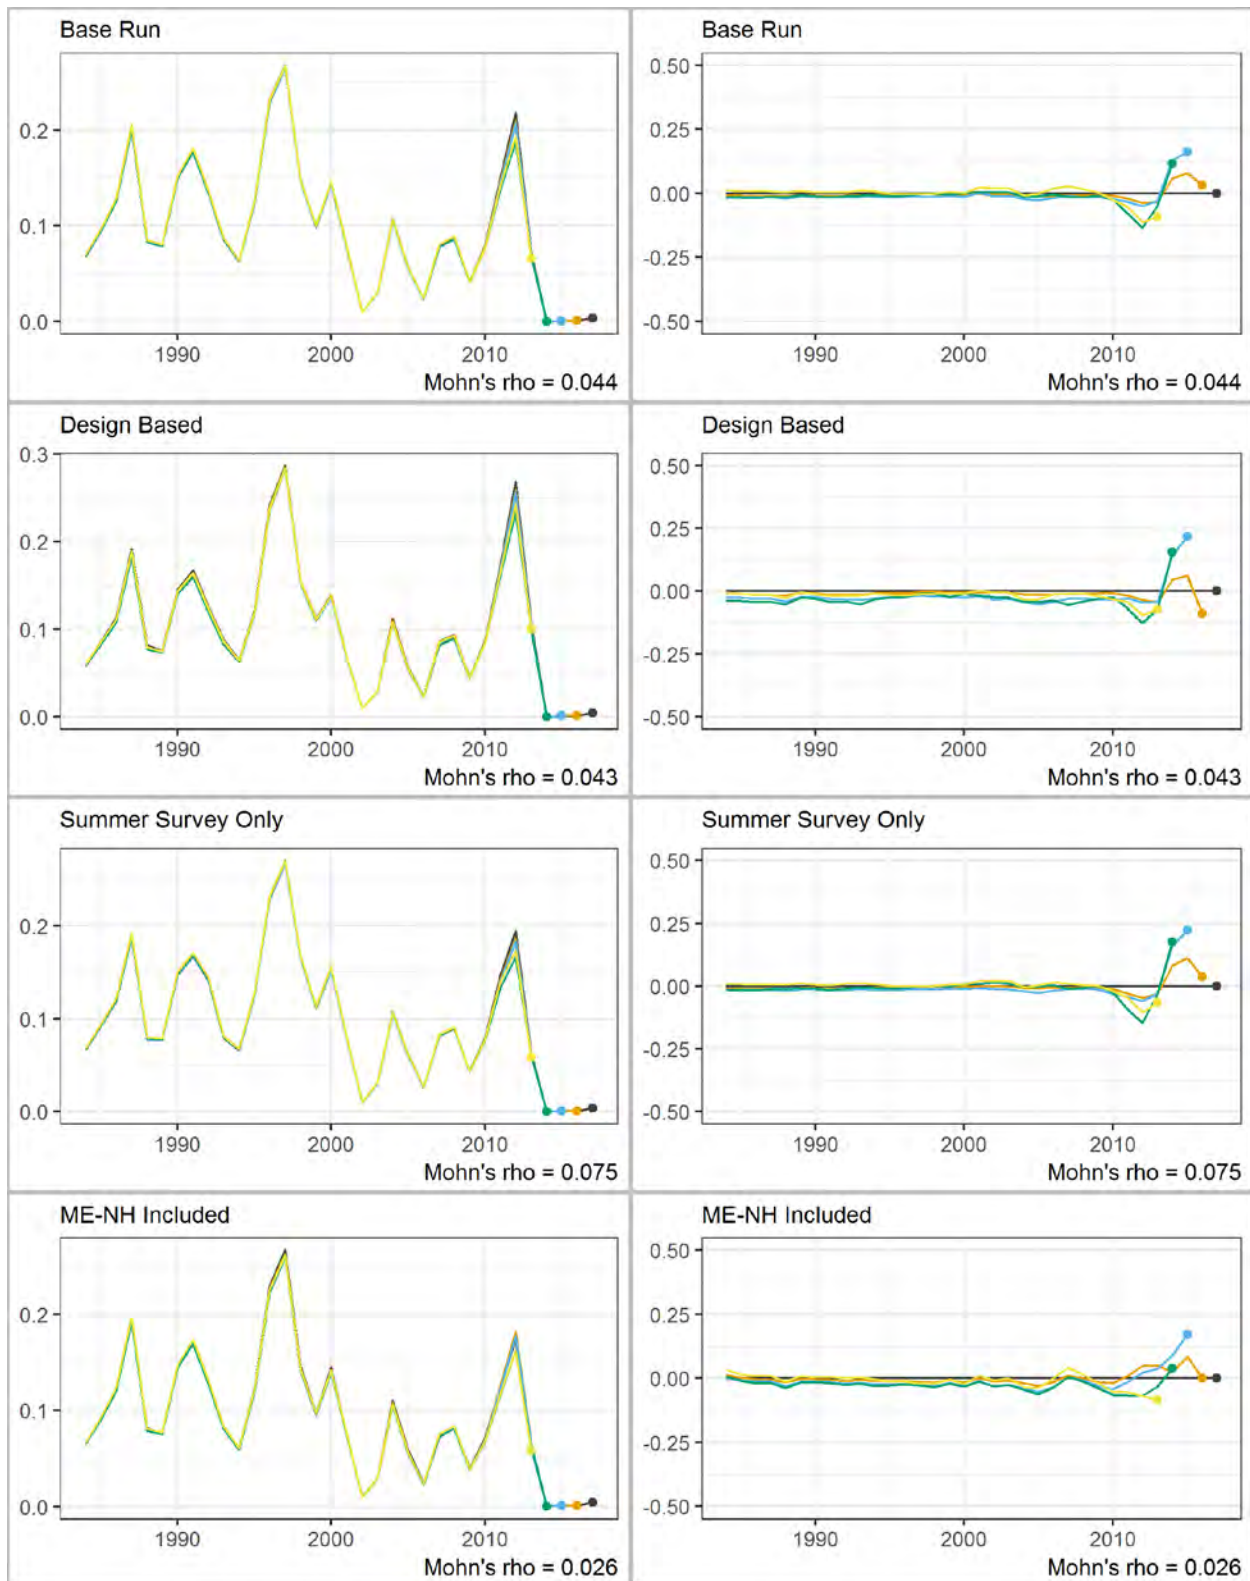 Base Run
0.2
0.1
0.0
1990 2000 2010
Mohn's rho = 0.044
Base Run
0.50
0.25
0.00
-0.25
-0.50
1990 2000 2010
Mohn's rho = 0.044
Design Based
0.3
0.2
0.1
0.0
1990 2000 2010
Mohn's rho = 0.043
Design Based
0.50
0.25
0.00
-0.25
-0.50
1990 2000 2010
Mohn's rho = 0.043
Summer Survey Only
0.2
0.1
0.0
1990 2000 2010
Mohn's rho = 0.075
Summer Survey Only
0.50
0.25
0.00
-0.25
-0.50
1990 2000 2010
Mohn's rho = 0.075
ME-NH Included
0.2
0.1
0.0
1990 2000 2010
Mohn's rho = 0.026
ME-NH Included
0.50
0.25
0.00
-0.25
-0.50
1990 2000 2010
Mohn's rho = 0.026